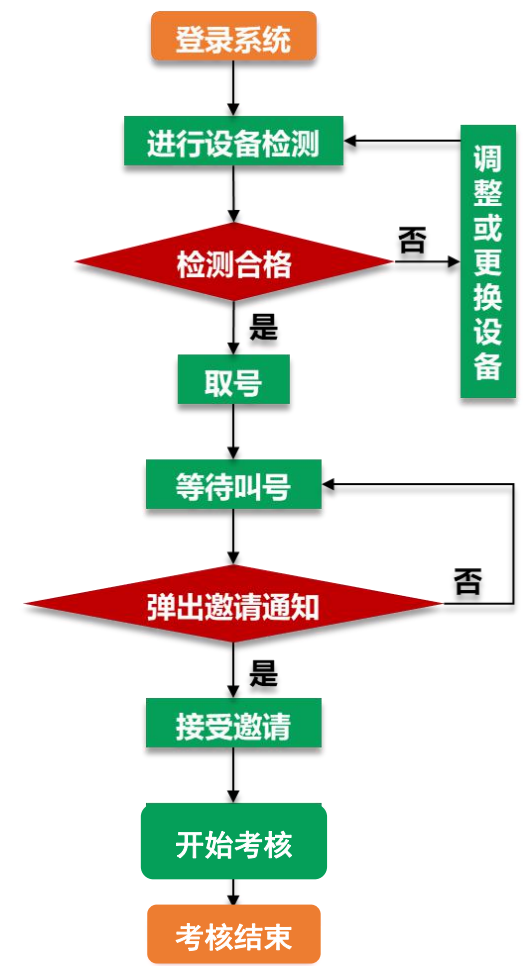 登录系统
进行设备检测
调整或更换设备
检测合格
否
是
取号
等待叫号
弹出邀请通知
否
是
接受邀请
开始考核
考核结束